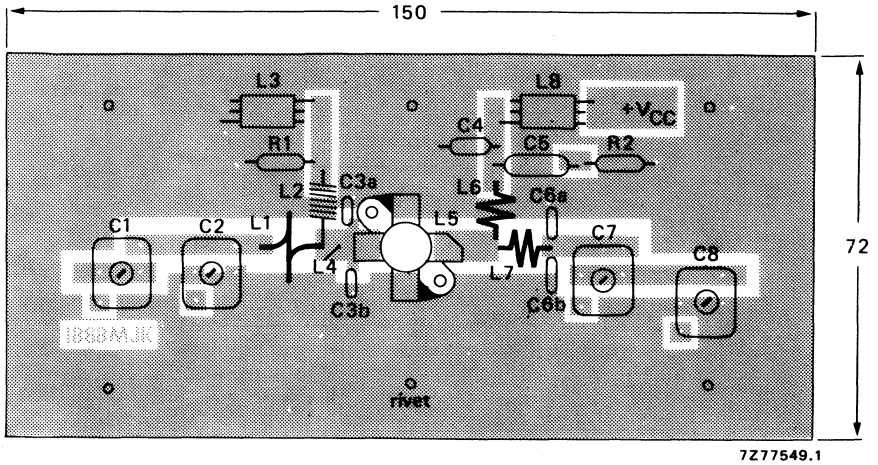 150
L3
L8
+VCC
C4
R1
C5
R2
L2
C3a
L6
C6a
C1
C2
L1
L5
C7
72
L4
L7
C8
C3b
C6b
rivet
7Z77549.1